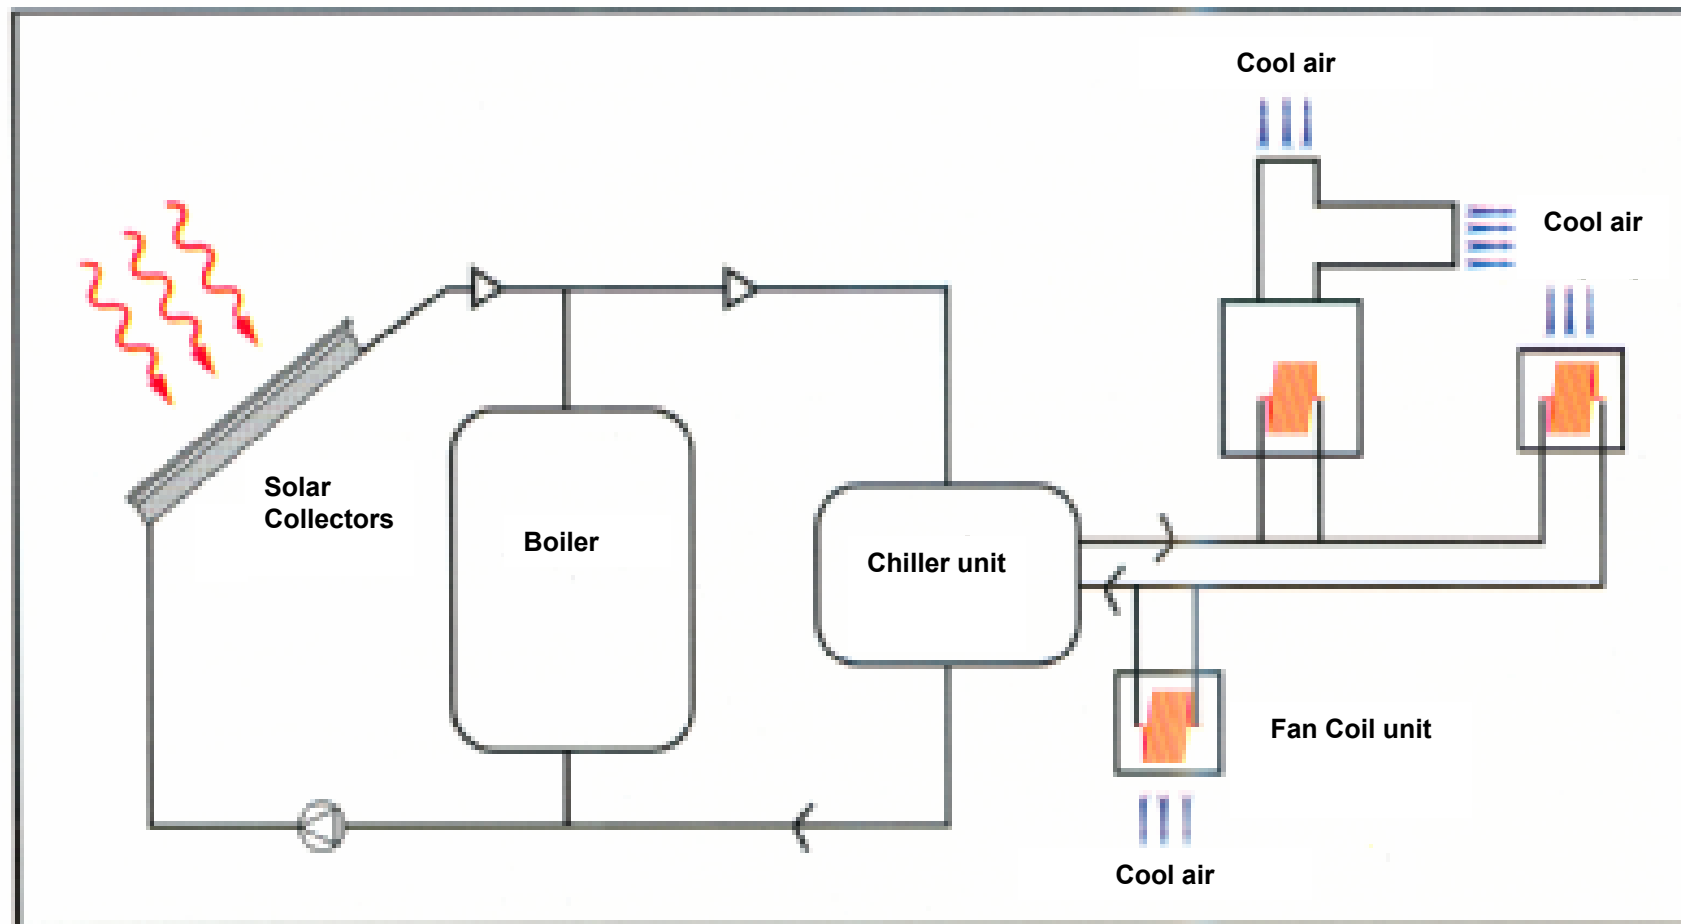 Cool air
Cool air
Solar
Collectors
Boiler
Chiller unit
Fan Coil unit
Cool air